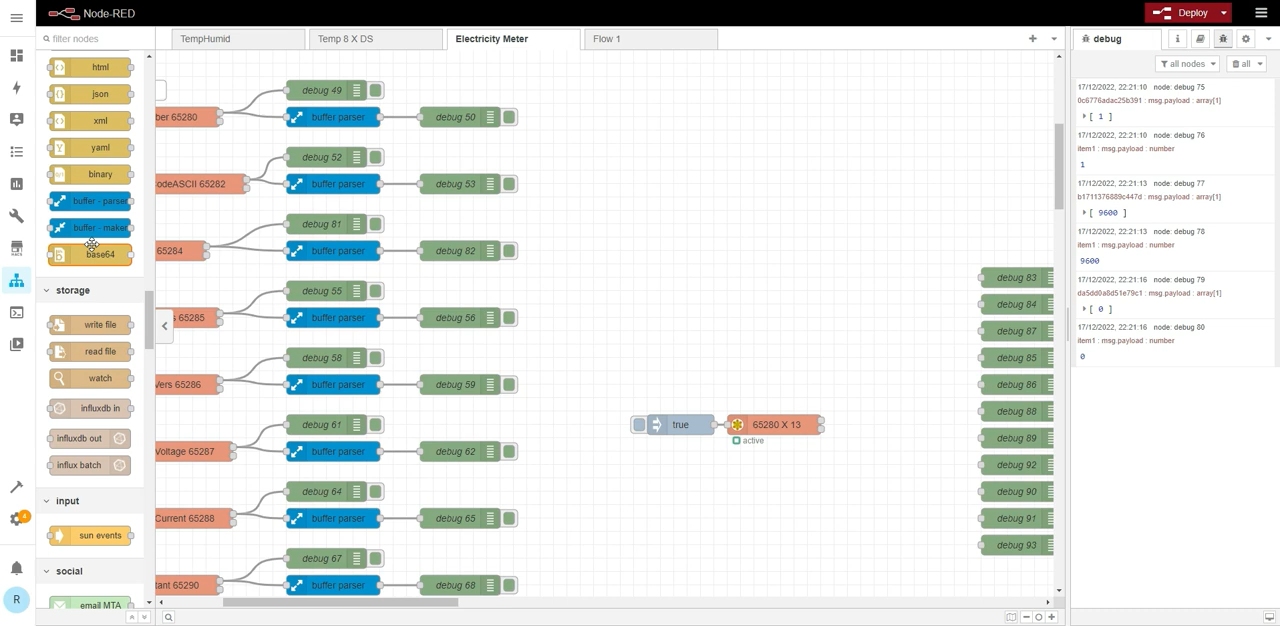 Node-RED
Deploy
filter nodes
TempHumid
Temp 8 X DS
Electricity Meter
Flow 1
debug
i
all nodes
all
html
json
xml
yaml
binary
buffer - parser
buffer - maker
base64
storage
write file
read file
watch
influxdb in
influxdb out
influx batch
input
sun events
social
email MTA
HACS
4
R
ber 65280
debug 49
buffer parser
debug 50
odeASCII 65282
debug 52
buffer parser
debug 53
65284
debug 81
buffer parser
debug 82
s 65285
debug 55
buffer parser
debug 56
Vers 65286
debug 58
buffer parser
debug 59
Voltage 65287
debug 61
buffer parser
debug 62
Current 65288
debug 64
buffer parser
debug 65
tant 65290
debug 67
buffer parser
debug 68
true
65280 X 13
active
debug 83
debug 84
debug 87
debug 85
debug 86
debug 88
debug 89
debug 92
debug 90
debug 91
debug 93
17/12/2022, 22:21:10 node: debug 75
0c6776adac25b391 : msg.payload : array[1]
[ 1 ]
17/12/2022, 22:21:10 node: debug 76
item1 : msg.payload : number
1
17/12/2022, 22:21:13 node: debug 77
b1711376889c447d : msg.payload : array[1]
[ 9600 ]
17/12/2022, 22:21:13 node: debug 78
item1 : msg.payload : number
9600
17/12/2022, 22:21:16 node: debug 79
da5dd0a8d51e79c1 : msg.payload : array[1]
[ 0 ]
17/12/2022, 22:21:16 node: debug 80
item1 : msg.payload : number
0